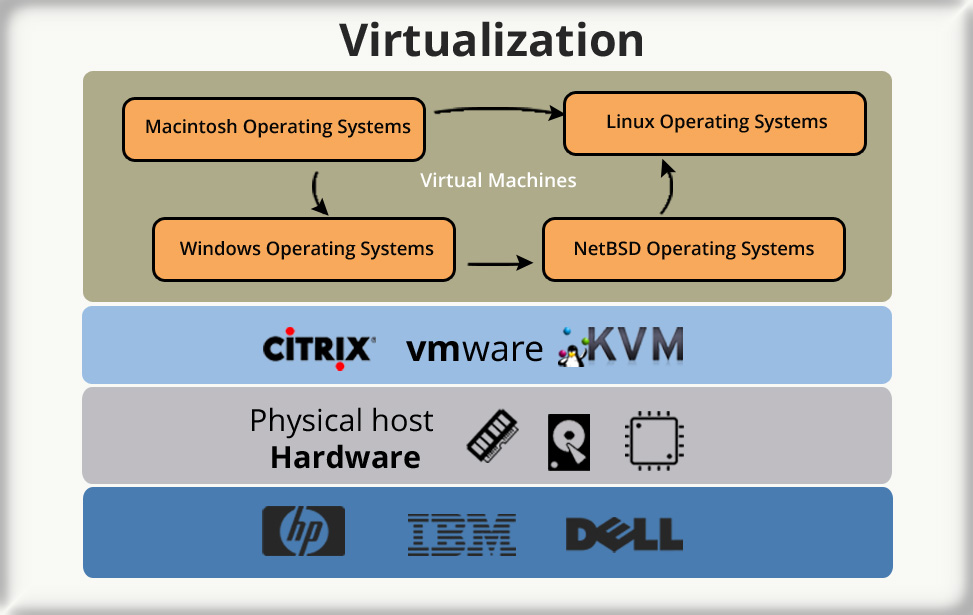 Virtualization
Macintosh Operating Systems
Linux Operating Systems
Virtual Machines
Windows Operating Systems
NetBSD Operating Systems
CiTRIX®
vmware
KVM
Physical host
Hardware
hp
IBM
DELL